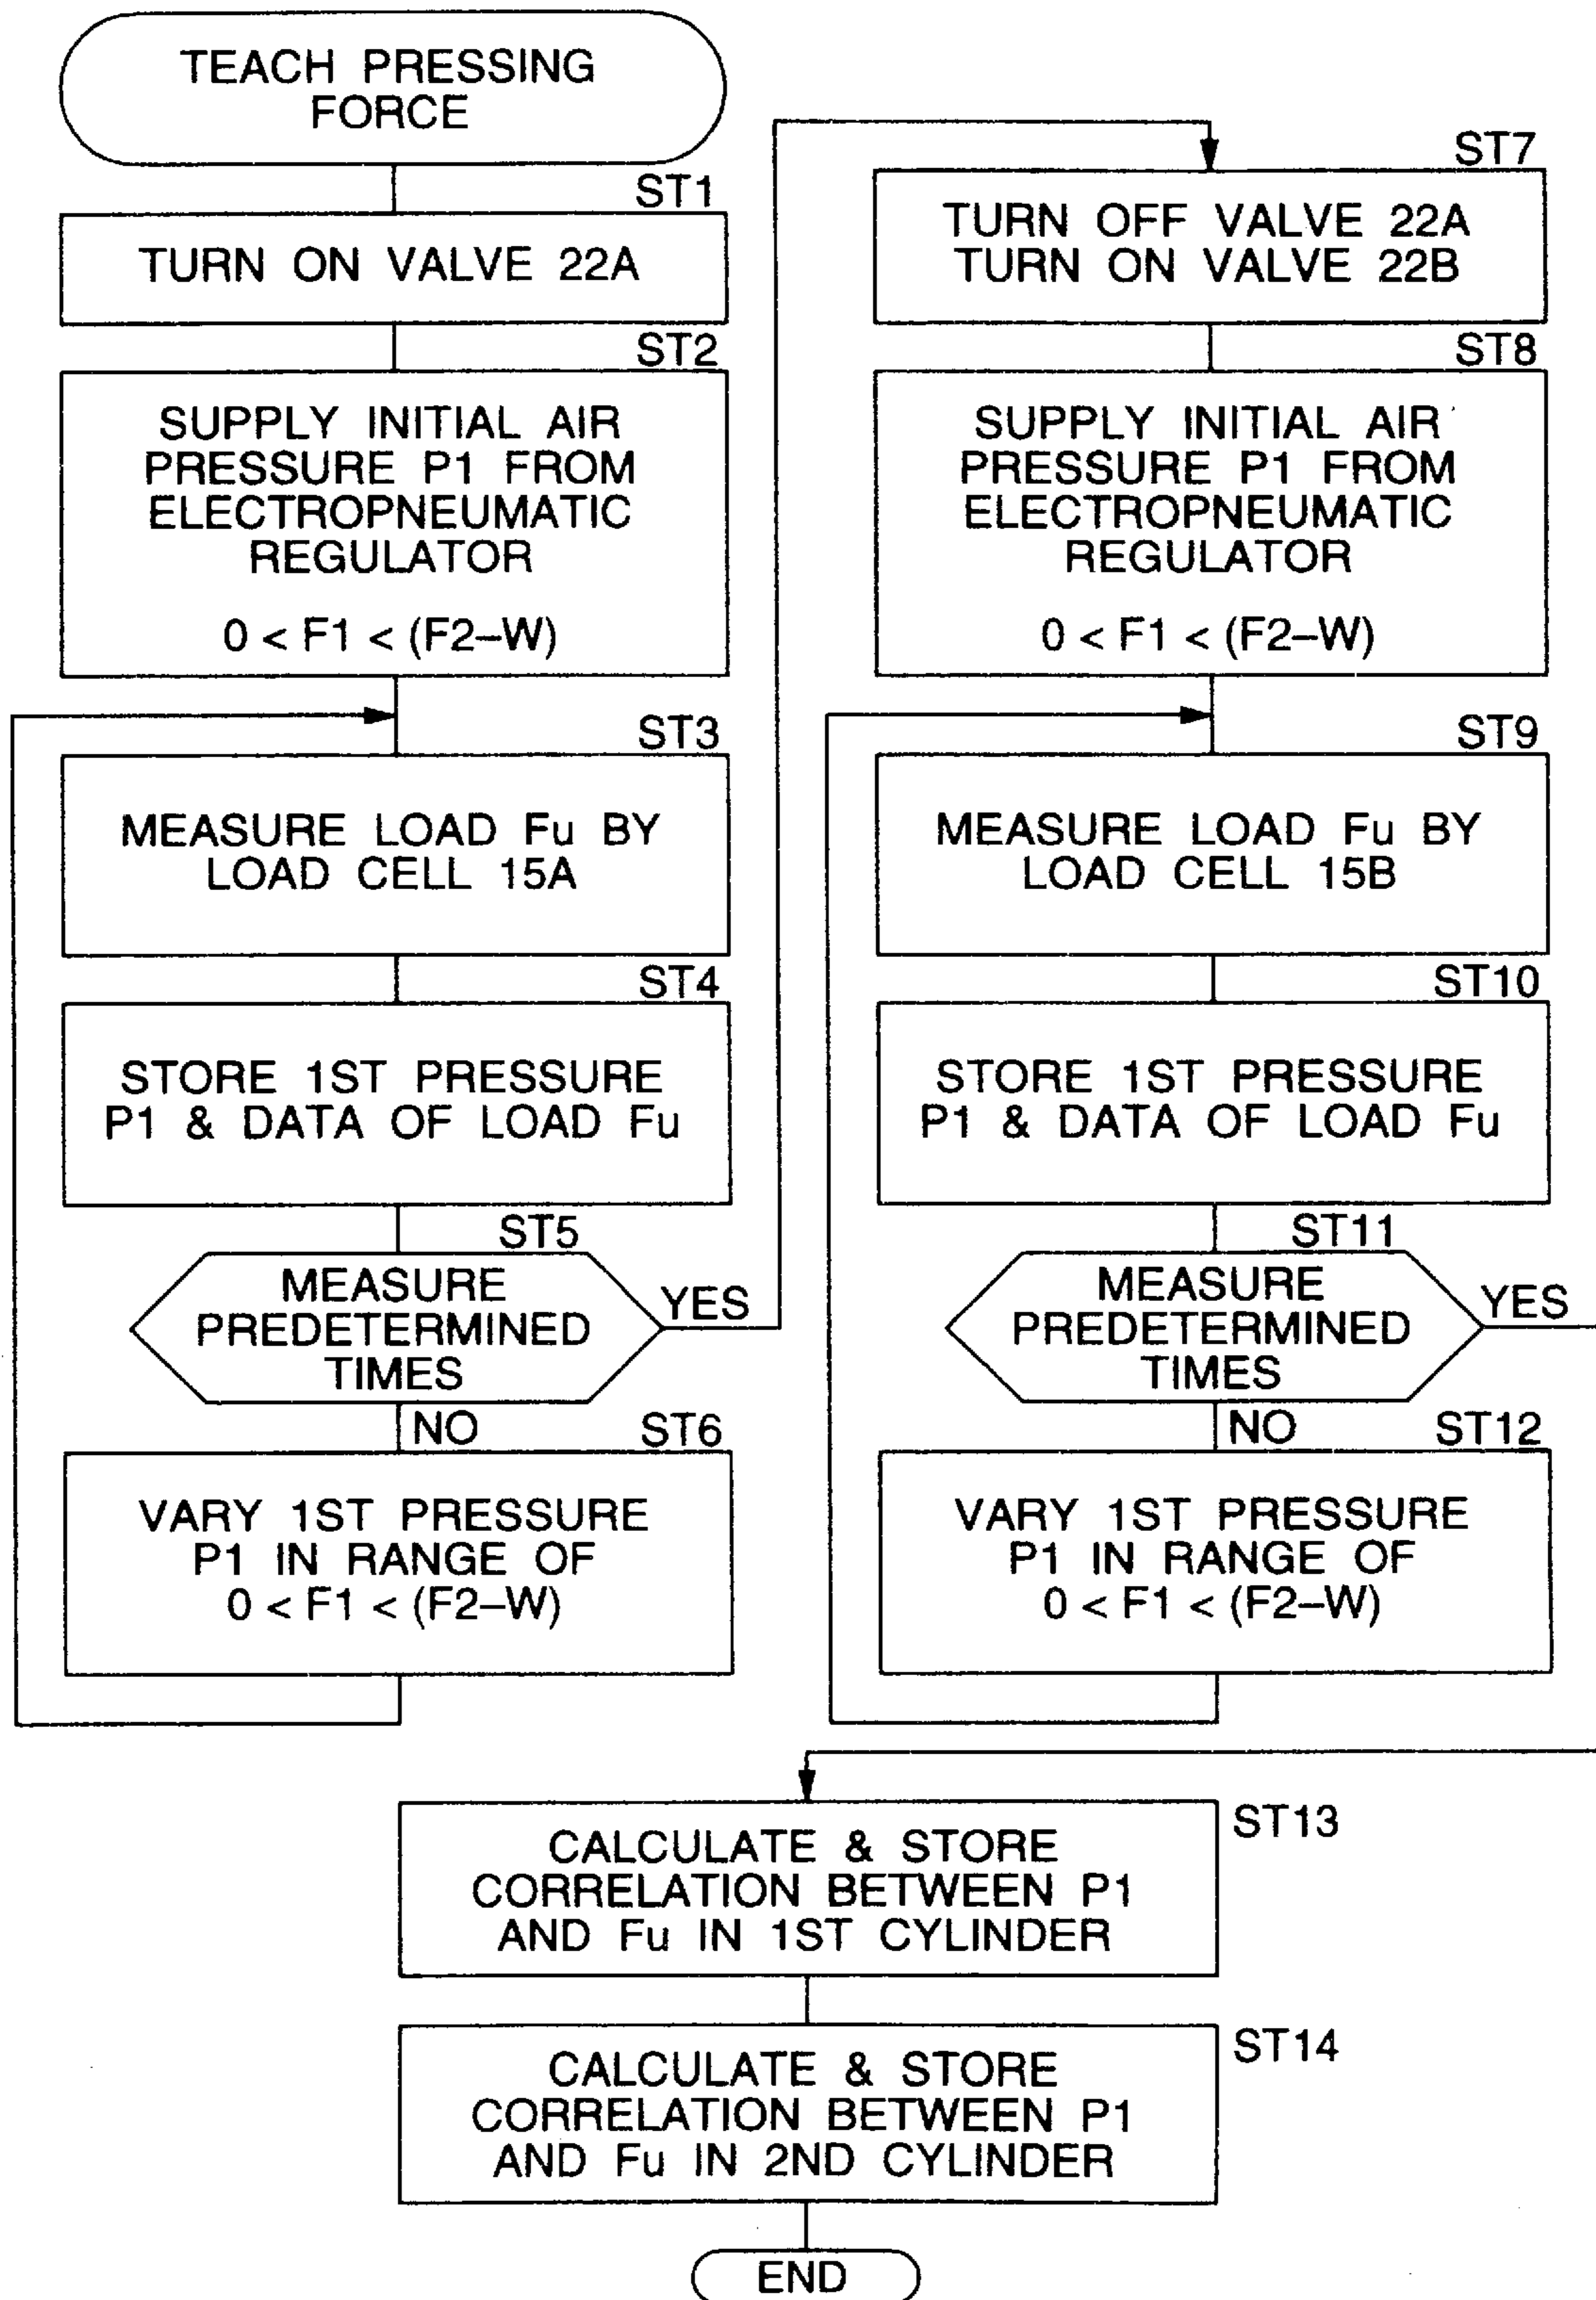 TEACH PRESSING
FORCE
ST1
TURN ON VALVE 22A
ST2
SUPPLY INITIAL AIR
PRESSURE P1 FROM
ELECTROPNEUMATIC
REGULATOR
0 < F1 < (F2–W)
ST3
MEASURE LOAD Fu BY
LOAD CELL 15A
ST4
STORE 1ST PRESSURE
P1 & DATA OF LOAD Fu
ST5
MEASURE
PREDETERMINED
TIMES
YES
NO
ST6
VARY 1ST PRESSURE
P1 IN RANGE OF
0 < F1 < (F2–W)
ST7
TURN OFF VALVE 22A
TURN ON VALVE 22B
ST8
SUPPLY INITIAL AIR
PRESSURE P1 FROM
ELECTROPNEUMATIC
REGULATOR
0 < F1 < (F2–W)
ST9
MEASURE LOAD Fu BY
LOAD CELL 15B
ST10
STORE 1ST PRESSURE
P1 & DATA OF LOAD Fu
ST11
MEASURE
PREDETERMINED
TIMES
YES
NO
ST12
VARY 1ST PRESSURE
P1 IN RANGE OF
0 < F1 < (F2–W)
ST13
CALCULATE & STORE
CORRELATION BETWEEN P1
AND Fu IN 1ST CYLINDER
ST14
CALCULATE & STORE
CORRELATION BETWEEN P1
AND Fu IN 2ND CYLINDER
END